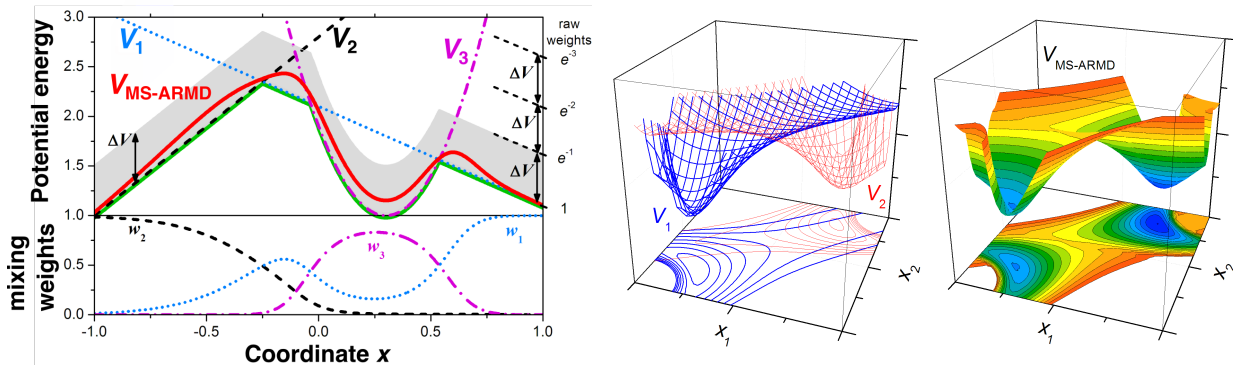 3.0
2.5
2.0
1.5
1.0
0.5
0.0
Potential energy
mixing
weights
V1
V2
V3
VMS-ARMD
ΔV
raw
weights
e-3
ΔV
e-2
ΔV
e-1
ΔV
1
w2
w3
w1
-1.0
-0.5
0.0
0.5
1.0
Coordinate x
V1
V2
x1
x2
VMS-ARMD
x1
x2